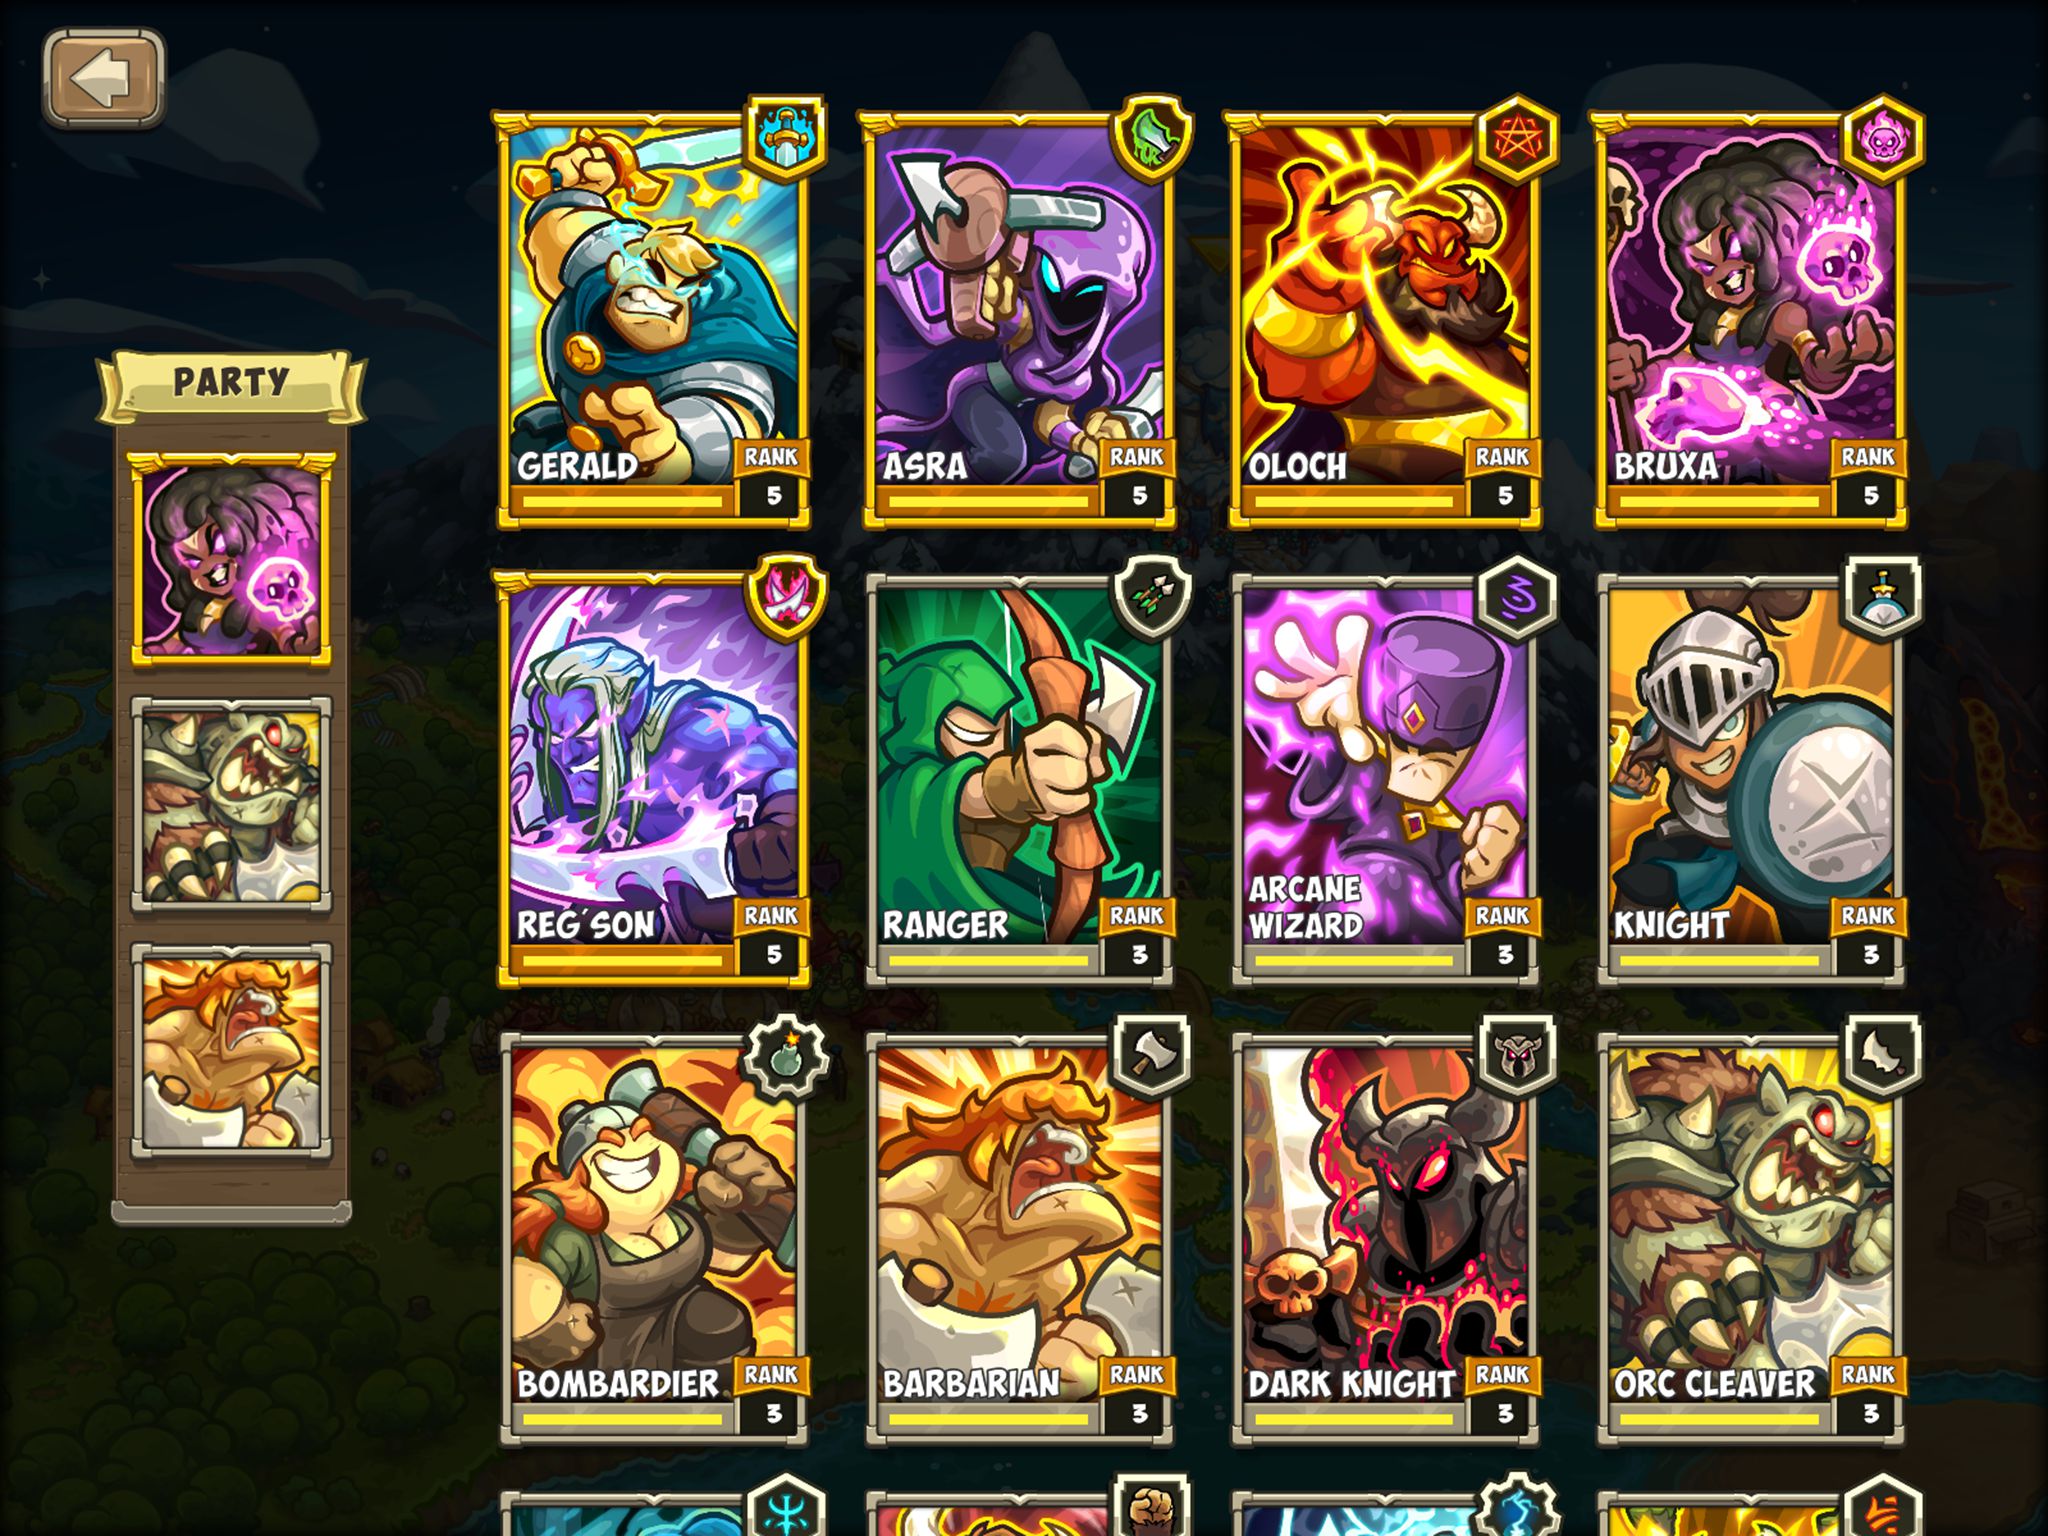 PARTY
GERALD
RANK
5
ASRA
RANK
5
OLOCH
RANK
5
BRUXA
RANK
5
REG'SON
RANK
5
RANGER
RANK
3
ARCANE
WIZARD
RANK
3
KNIGHT
RANK
3
BOMBARDIER
RANK
3
BARBARIAN
RANK
3
DARK KNIGHT
RANK
3
ORC CLEAVER
RANK
3